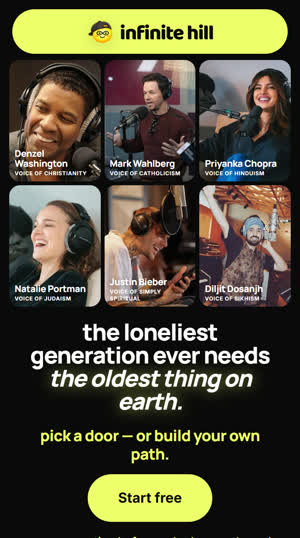 infinite hill
Denzel
Washington
VOICE OF CHRISTIANITY
Mark Wahlberg
VOICE OF CATHOLICISM
Priyanka Chopra
VOICE OF HINDUISM
Natalie Portman
VOICE OF JUDAISM
Justin Bieber
VOICE OF SIMPLY
SPIRITUAL
Diljit Dosanjh
VOICE OF SIKHISM
the loneliest
generation ever needs
the oldest thing on
earth.
pick a door — or build your own
path.
Start free